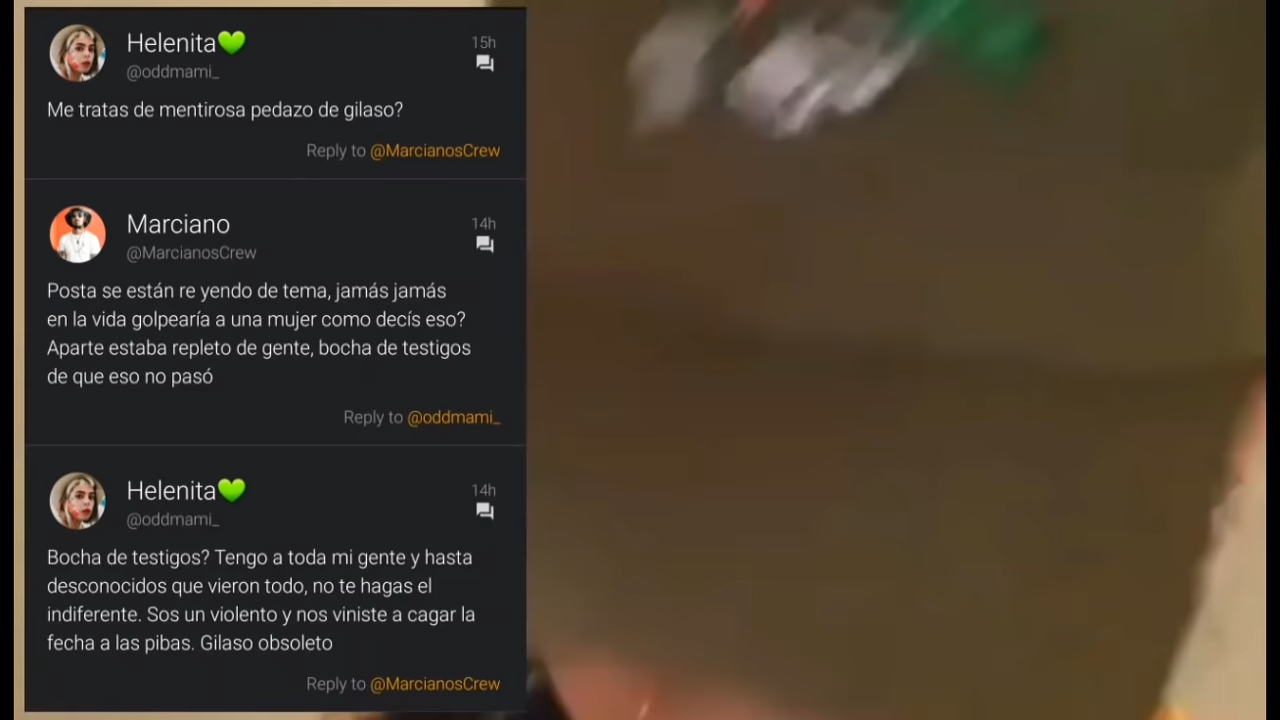 Helenita💚
15h
@oddmami_
Me tratas de mentirosa pedazo de gilaso?
Reply to @MarcianosCrew
Marciano
14h
@MarcianosCrew
Posta se están re yendo de tema, jamás jamás
en la vida golpearía a una mujer como decís eso?
Aparte estaba repleto de gente, bocha de testigos
de que eso no pasó
Reply to @oddmami_
Helenita💚
14h
@oddmami_
Bocha de testigos? Tengo a toda mi gente y hasta
desconocidos que vieron todo, no te hagas el
indiferente. Sos un violento y nos viniste a cagar la
fecha a las pibas. Gilaso obsoleto
Reply to @MarcianosCrew